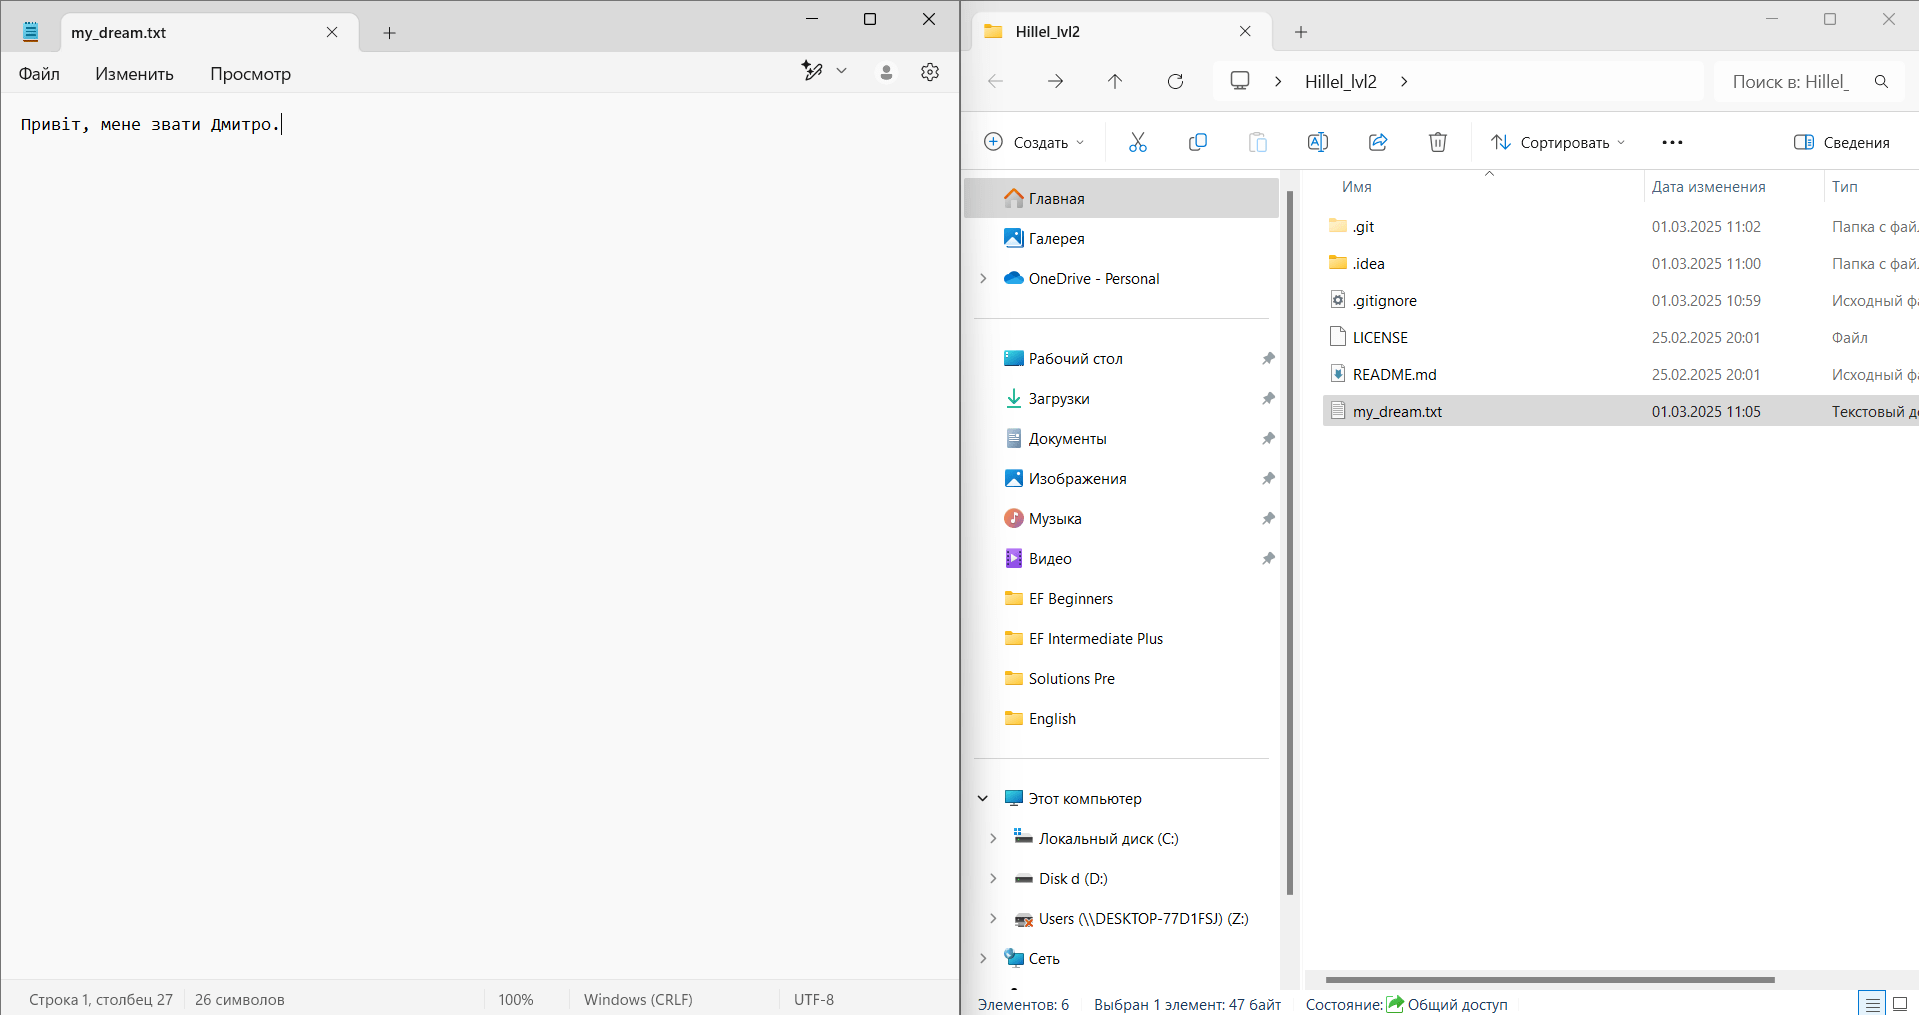 my_dream.txt
Файл Изменить Просмотр
Привіт, мене звати Дмитро.
Строка 1, столбец 27 26 символов 100% Windows (CRLF) UTF-8
Hillel_lvl2
Hillel_lvl2 Поиск в: Hillel_
Создать Сортировать Сведения
Главная
Галерея
OneDrive - Personal
Рабочий стол
Загрузки
Документы
Изображения
Музыка
Видео
EF Beginners
EF Intermediate Plus
Solutions Pre
English
Этот компьютер
Локальный диск (C:)
Disk d (D:)
Users (\\DESKTOP-77D1FSJ) (Z:)
Сеть
Имя Дата изменения Тип
.git 01.03.2025 11:02 Папка с фай
.idea 01.03.2025 11:00 Папка с фай
.gitignore 01.03.2025 10:59 Исходный фа
LICENSE 25.02.2025 20:01 Файл
README.md 25.02.2025 20:01 Исходный фа
my_dream.txt 01.03.2025 11:05 Текстовый до
Элементов: 6 Выбран 1 элемент: 47 байт Состояние: Общий доступ